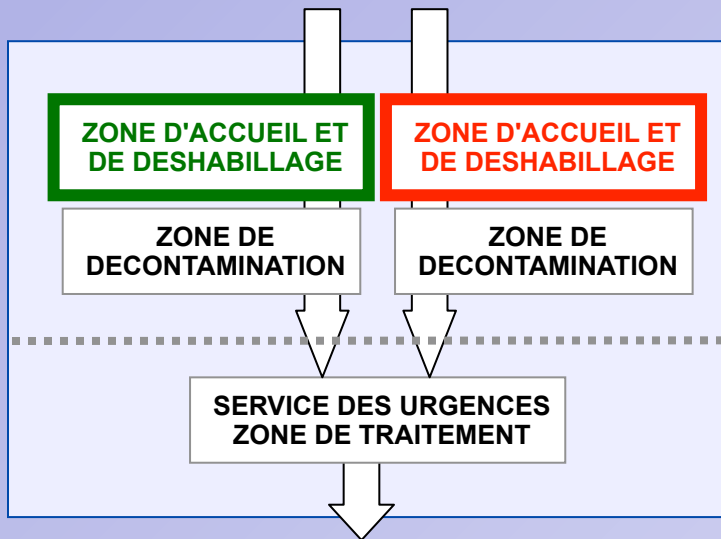 ZONE D'ACCUEIL ET
DE DESHABILLAGE
ZONE D'ACCUEIL ET
DE DESHABILLAGE
ZONE DE
DECONTAMINATION
ZONE DE
DECONTAMINATION
SERVICE DES URGENCES
ZONE DE TRAITEMENT